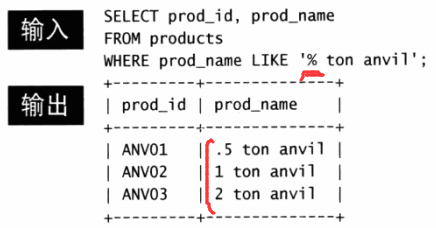 输入
SELECT prod_id, prod_name
FROM products
WHERE prod_name LIKE '% ton anvil';
输出
+---------+--------------+
| prod_id | prod_name    |
+---------+--------------+
| ANV01   | .5 ton anvil |
| ANV02   | 1 ton anvil  |
| ANV03   | 2 ton anvil  |
+---------+--------------+